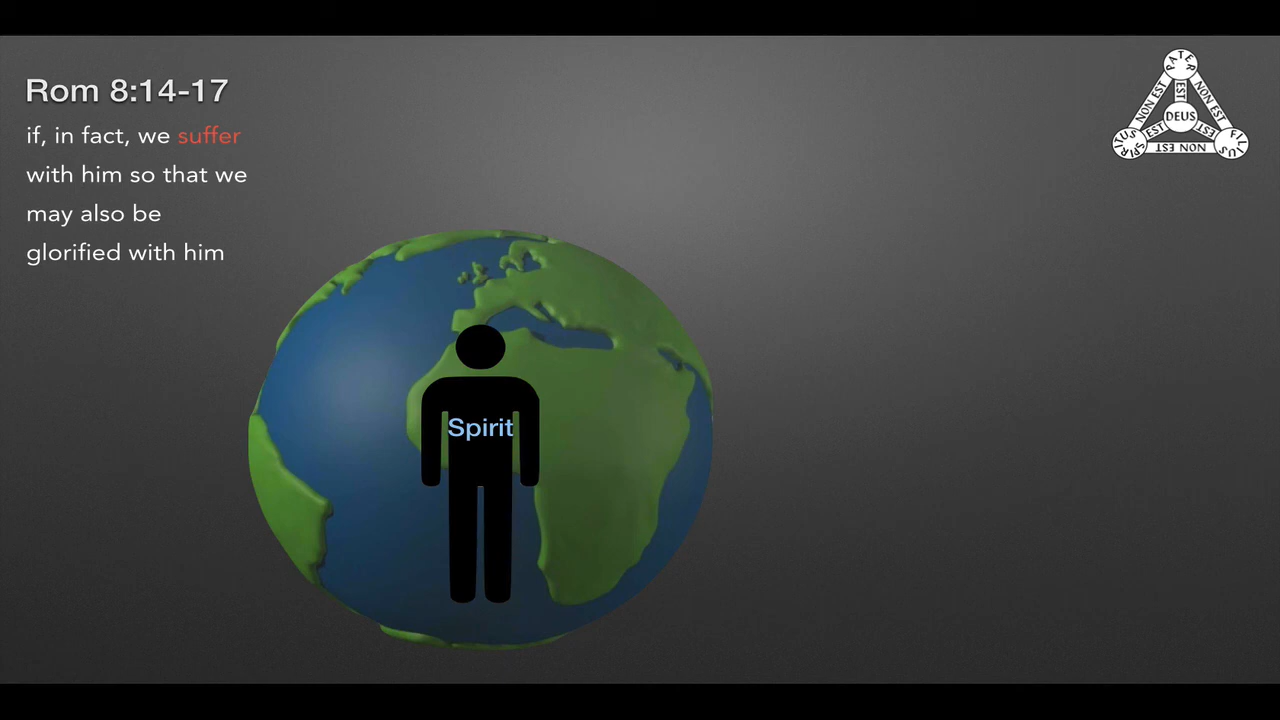 Rom 8:14-17
if, in fact, we suffer
with him so that we
may also be
glorified with him
Spirit
PATER
NON EST
EST
NON EST
DEUS
SPIRITUS
EST
EST
FILIUS
NON EST